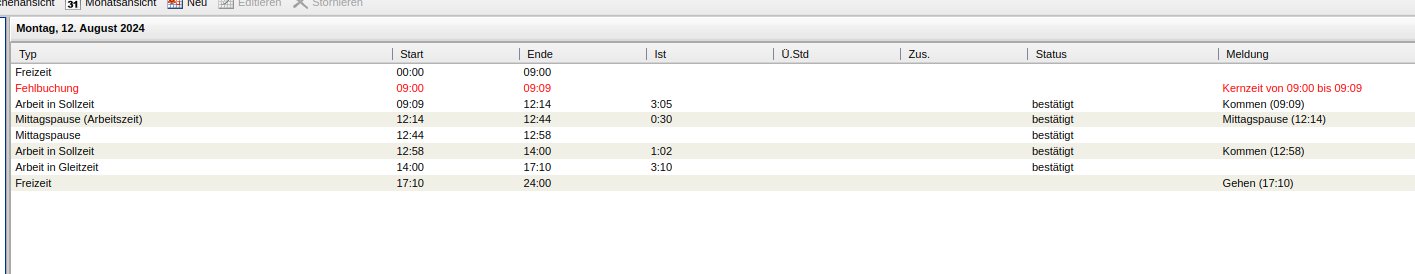 31 Monatsansicht Neu Editieren Stornieren
Montag, 12. August 2024
Typ Start Ende Ist Ü.Std Zus. Status Meldung
Freizeit 00:00 09:00
Fehlbuchung 09:00 09:09 Kernzeit von 09:00 bis 09:09
Arbeit in Sollzeit 09:09 12:14 3:05 bestätigt Kommen (09:09)
Mittagspause (Arbeitszeit) 12:14 12:44 0:30 bestätigt Mittagspause (12:14)
Mittagspause 12:44 12:58 bestätigt
Arbeit in Sollzeit 12:58 14:00 1:02 bestätigt Kommen (12:58)
Arbeit in Gleitzeit 14:00 17:10 3:10 bestätigt
Freizeit 17:10 24:00 Gehen (17:10)